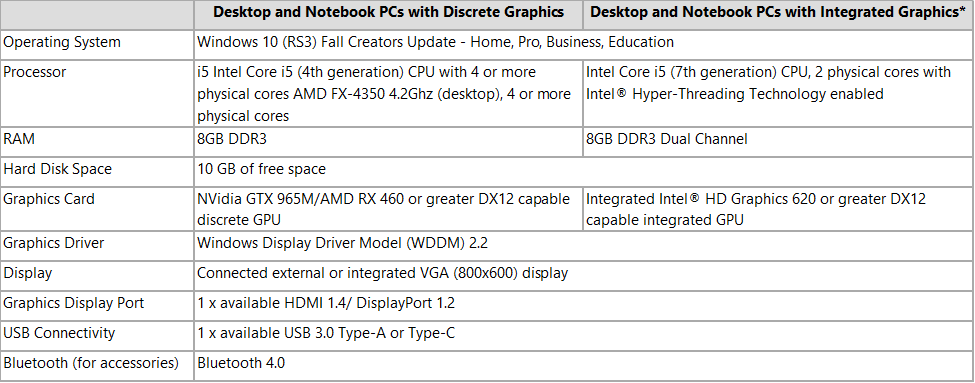 Desktop and Notebook PCs with Discrete Graphics
Desktop and Notebook PCs with Integrated Graphics*
Operating System
Windows 10 (RS3) Fall Creators Update - Home, Pro, Business, Education
Processor
i5 Intel Core i5 (4th generation) CPU with 4 or more
physical cores AMD FX-4350 4.2Ghz (desktop), 4 or more
physical cores
Intel Core i5 (7th generation) CPU, 2 physical cores with
Intel® Hyper-Threading Technology enabled
RAM
8GB DDR3
8GB DDR3 Dual Channel
Hard Disk Space
10 GB of free space
Graphics Card
NVidia GTX 965M/AMD RX 460 or greater DX12 capable
discrete GPU
Integrated Intel® HD Graphics 620 or greater DX12
capable integrated GPU
Graphics Driver
Windows Display Driver Model (WDDM) 2.2
Display
Connected external or integrated VGA (800x600) display
Graphics Display Port
1 x available HDMI 1.4/ DisplayPort 1.2
USB Connectivity
1 x available USB 3.0 Type-A or Type-C
Bluetooth (for accessories)
Bluetooth 4.0